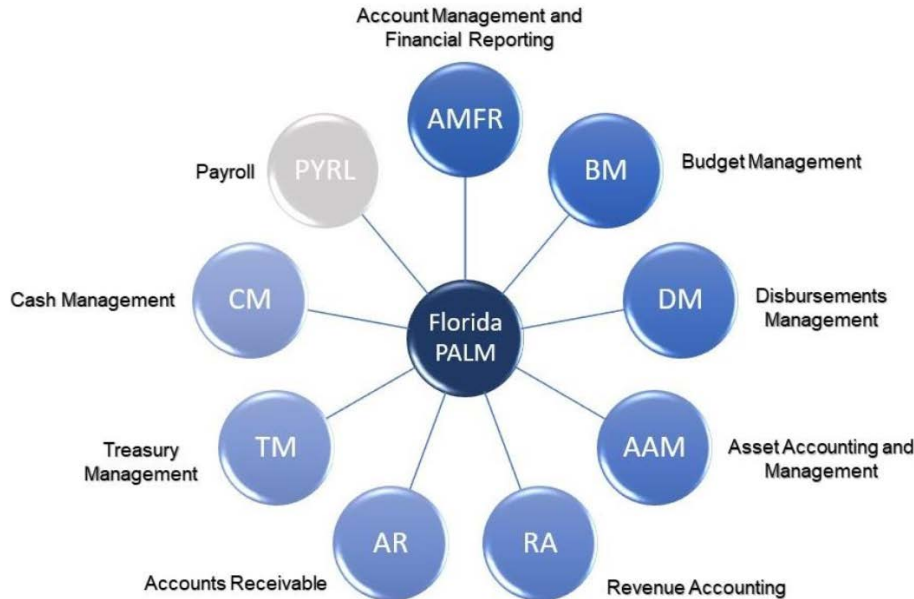 Account Management and
Financial Reporting
AMFR
BM
Budget Management
DM
Disbursements
Management
AAM
Asset Accounting and
Management
RA
Revenue Accounting
AR
Accounts Receivable
TM
Treasury
Management
CM
Cash Management
PYRL
Payroll
Florida
PALM